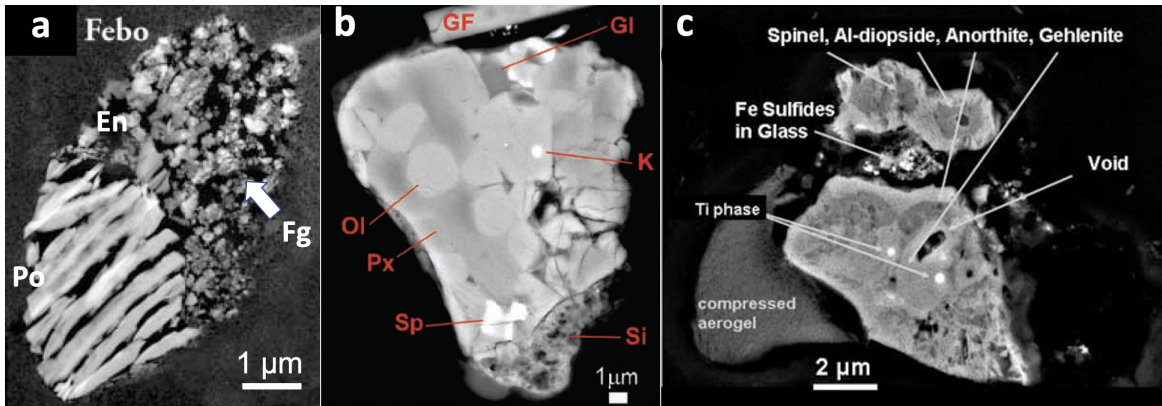 a
Febo
En
Po
Fg
1 μm
b
GF
Gl
K
Ol
Px
Sp
Si
1μm
c
Spinel, Al-diopside, Anorthite, Gehlenite
Fe Sulfides
in Glass
Void
Ti phase
compressed
aerogel
2 μm